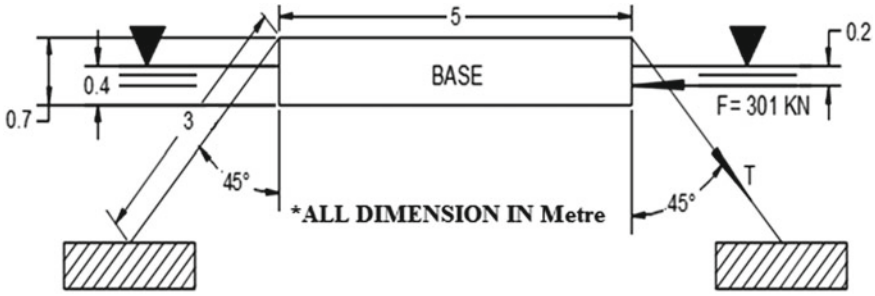 5
0.2
0.4
BASE
0.7
F= 301 KN
3
45°
T
*ALL DIMENSION IN Metre
45°